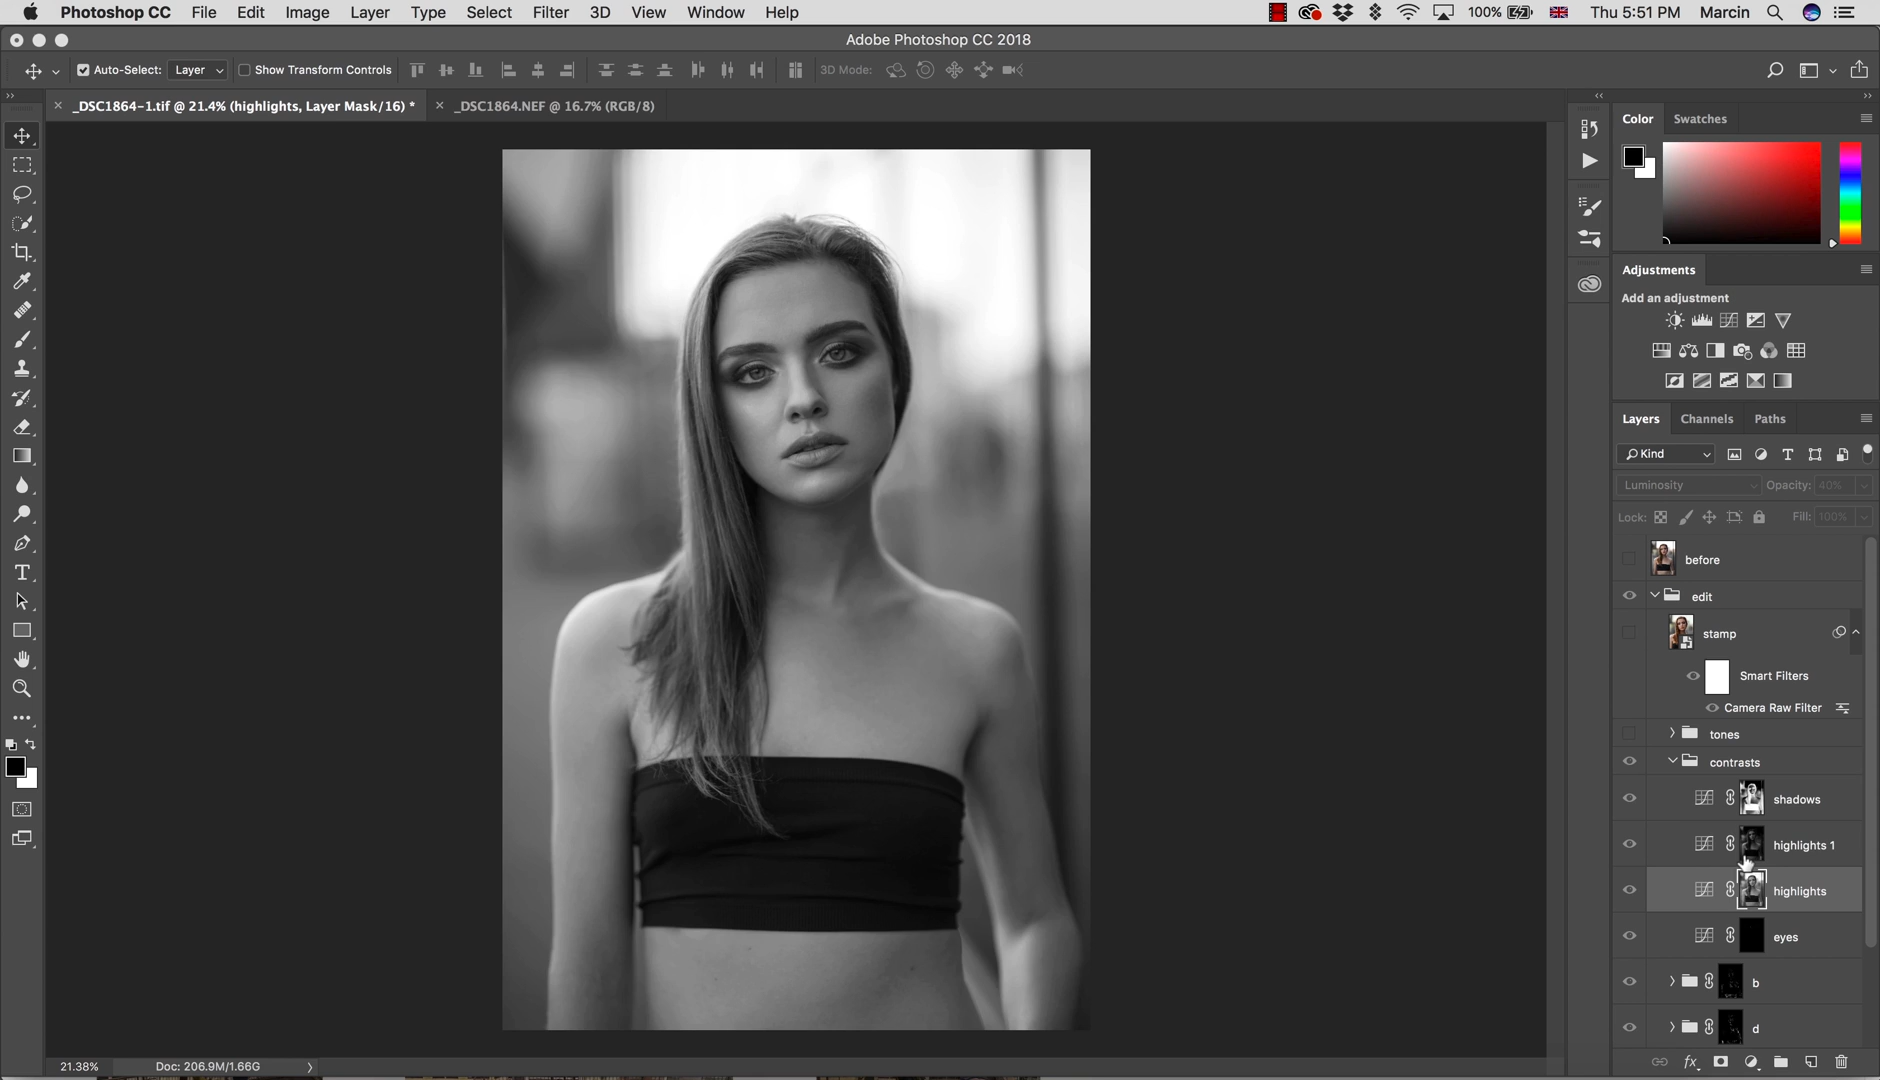 Photoshop CC File Edit Image Layer Type Select Filter 3D View Window Help 100% Thu 5:51 PM Marcin
Adobe Photoshop CC 2018
Auto-Select: Layer Show Transform Controls 3D Mode:
_DSC1864-1.tif @ 21.4% (highlights, Layer Mask/16) * _DSC1864.NEF @ 16.7% (RGB/8)
Color Swatches
Adjustments
Add an adjustment
Layers Channels Paths
Kind
Luminosity Opacity: 40%
Lock: Fill: 100%
before
edit
stamp
Smart Filters
Camera Raw Filter
tones
contrasts
shadows
highlights 1
highlights
eyes
b
d
fx
21.38% Doc: 206.9M/1.66G